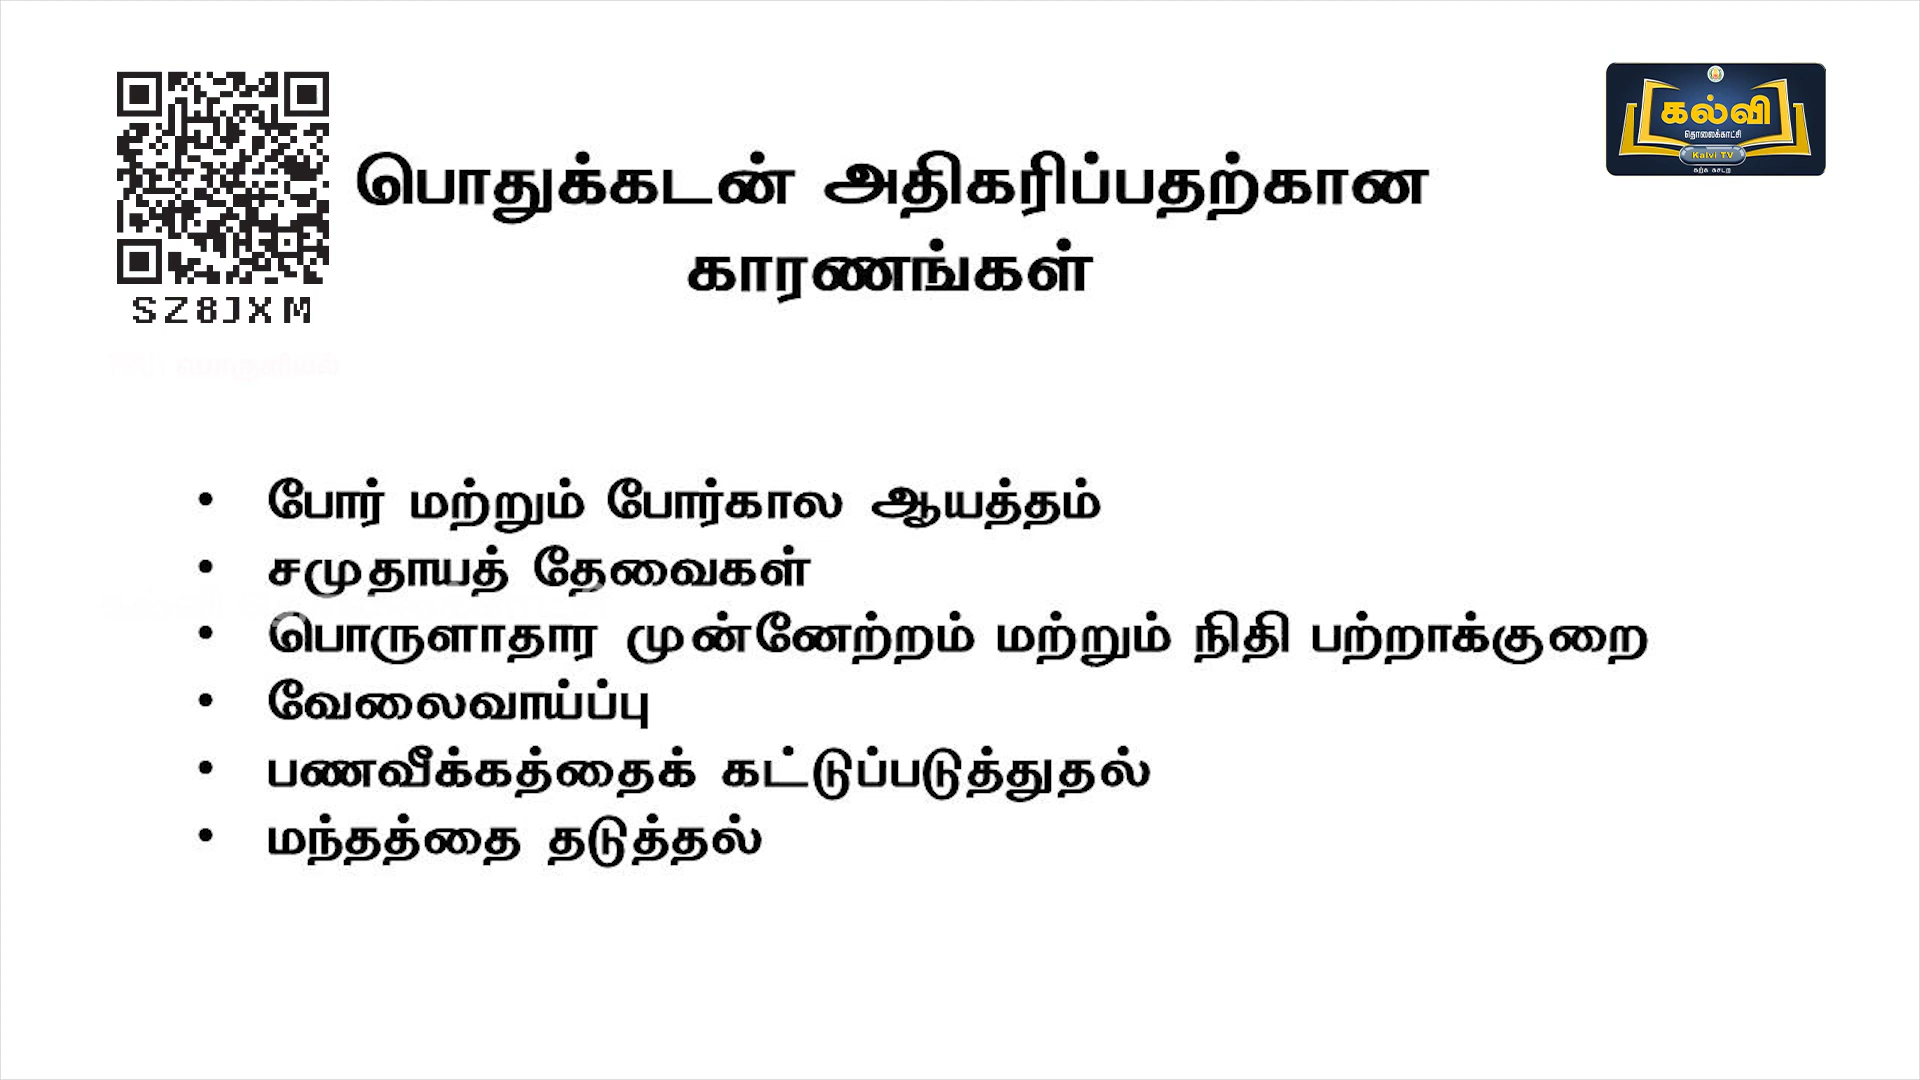 கல்வி
தொலைக்காட்சி
Kalvi TV
பொதுக்கடன் அதிகரிப்பதற்கான
காரணங்கள்
SZ8JXM
• போர் மற்றும் போர்கால ஆயத்தம்
• சமுதாயத் தேவைகள்
• பொருளாதார முன்னேற்றம் மற்றும் நிதி பற்றாக்குறை
• வேலைவாய்ப்பு
• பணவீக்கத்தைக் கட்டுப்படுத்துதல்
• மந்தத்தை தடுத்தல்